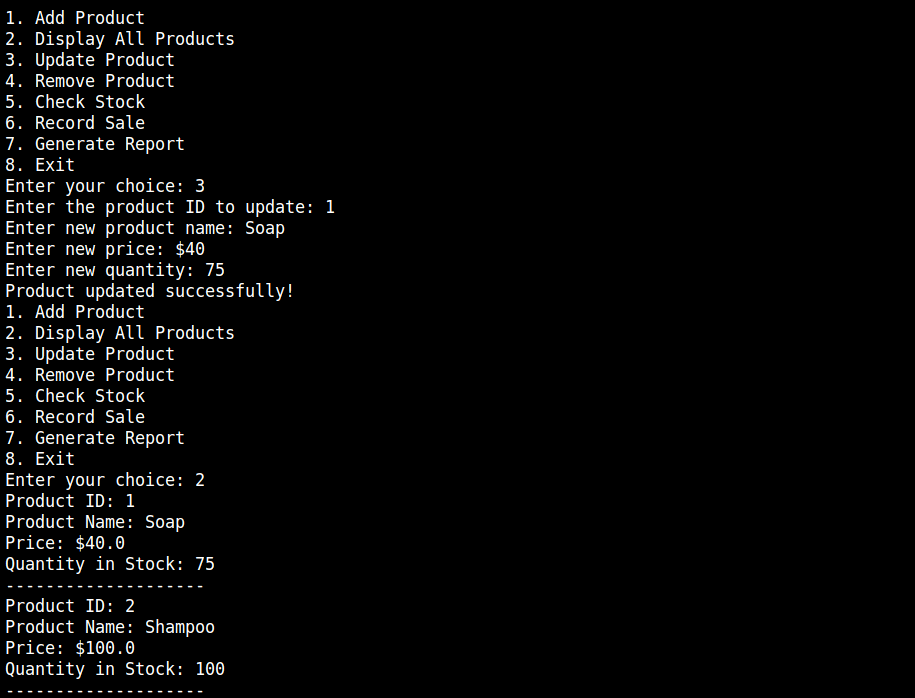 1. Add Product
2. Display All Products
3. Update Product
4. Remove Product
5. Check Stock
6. Record Sale
7. Generate Report
8. Exit
Enter your choice: 3
Enter the product ID to update: 1
Enter new product name: Soap
Enter new price: $40
Enter new quantity: 75
Product updated successfully!
1. Add Product
2. Display All Products
3. Update Product
4. Remove Product
5. Check Stock
6. Record Sale
7. Generate Report
8. Exit
Enter your choice: 2
Product ID: 1
Product Name: Soap
Price: $40.0
Quantity in Stock: 75
--------------------
Product ID: 2
Product Name: Shampoo
Price: $100.0
Quantity in Stock: 100
--------------------